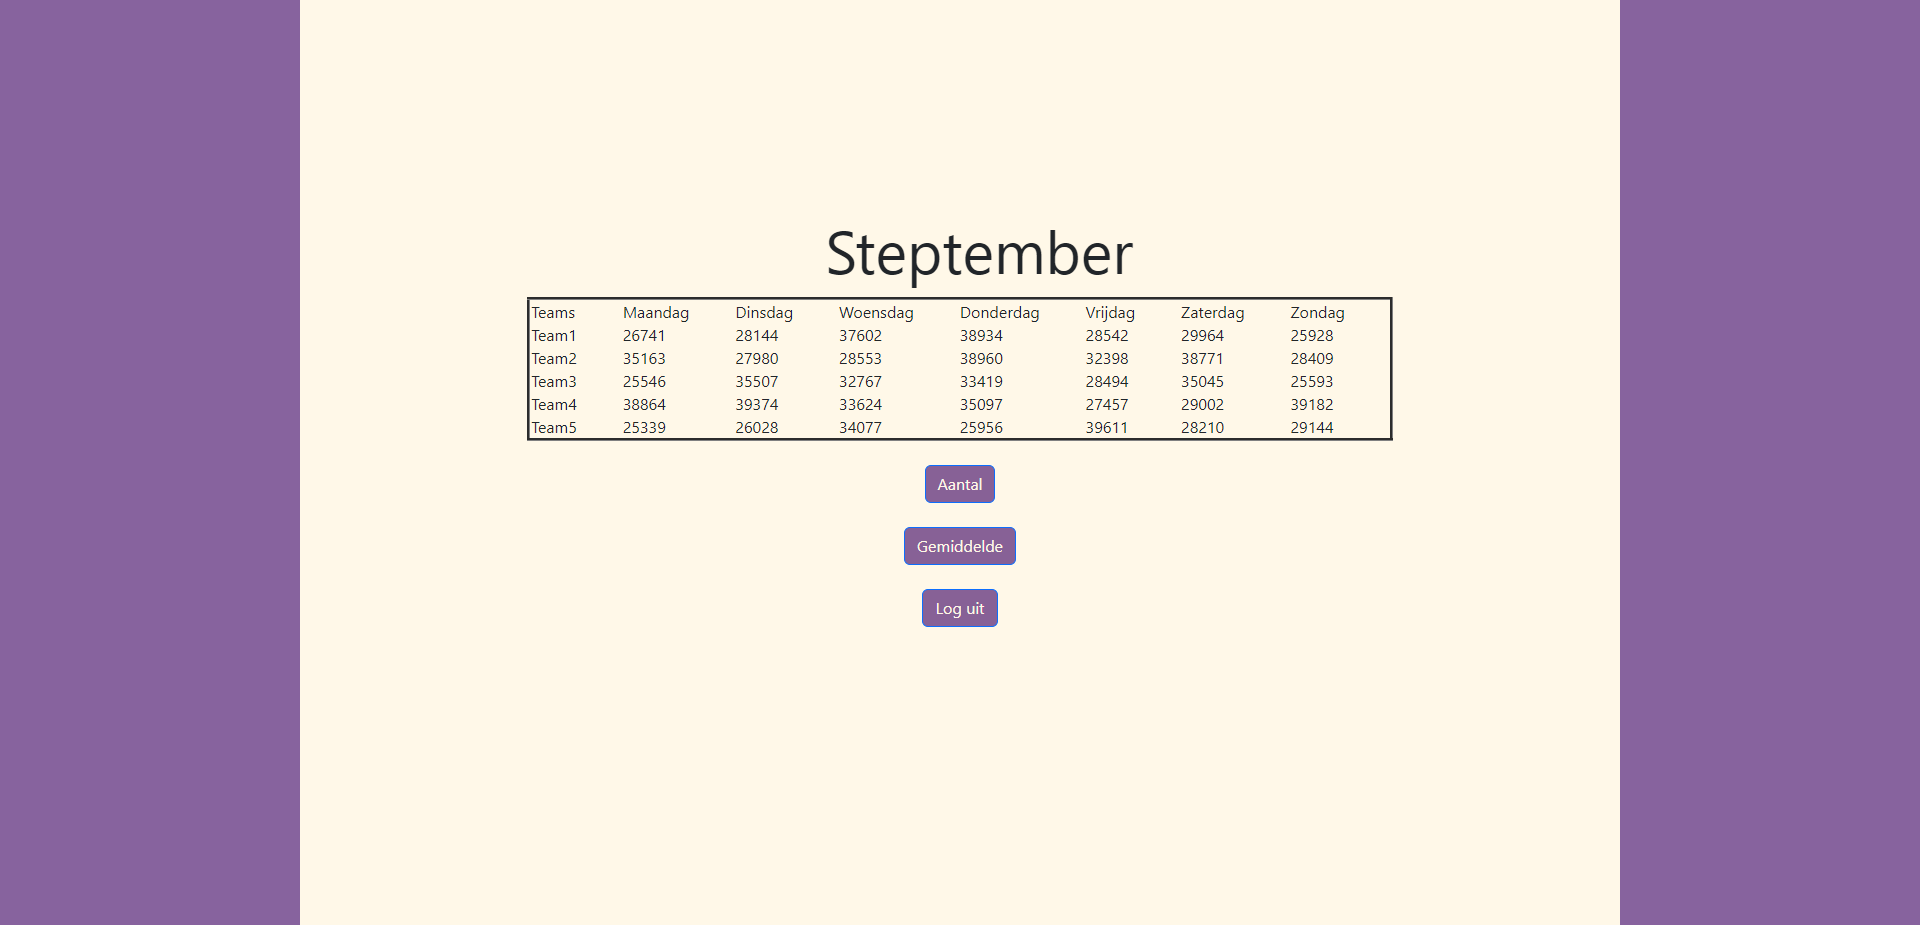 Steptember
Teams Maandag Dinsdag Woensdag Donderdag Vrijdag Zaterdag Zondag
Team1 26741 28144 37602 38934 28542 29964 25928
Team2 35163 27980 28553 38960 32398 38771 28409
Team3 25546 35507 32767 33419 28494 35045 25593
Team4 38864 39374 33624 35097 27457 29002 39182
Team5 25339 26028 34077 25956 39611 28210 29144
Aantal
Gemiddelde
Log uit